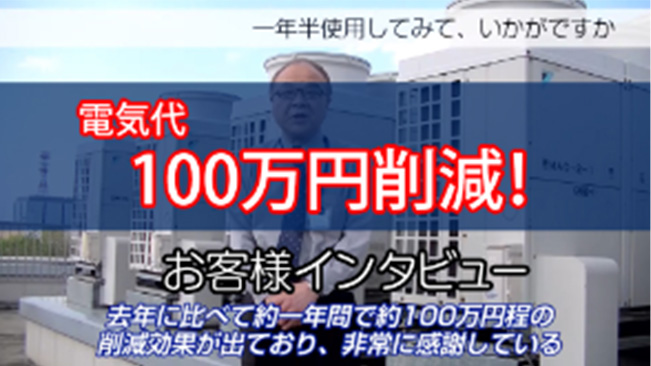 一年半使用してみて、いかがですか
電気代
100万円削減!
お客様インタビュー
去年に比べて約一年間で約100万円程の
削減効果が出ており、非常に感謝している